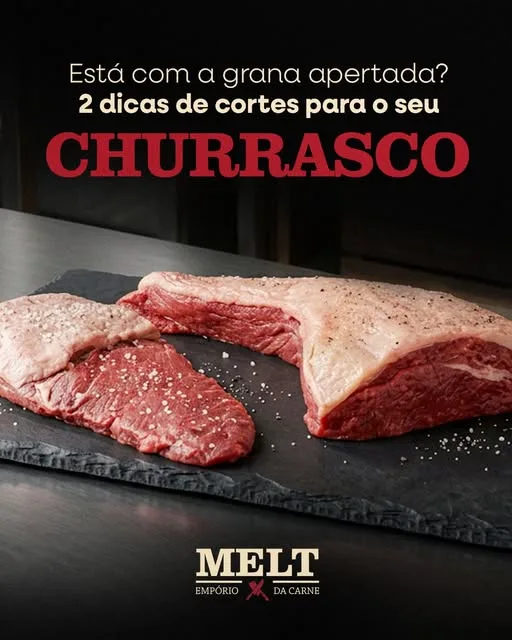 Está com a grana apertada?
2 dicas de cortes para o seu
CHURRASCO
MELT
EMPÓRIO DA CARNE